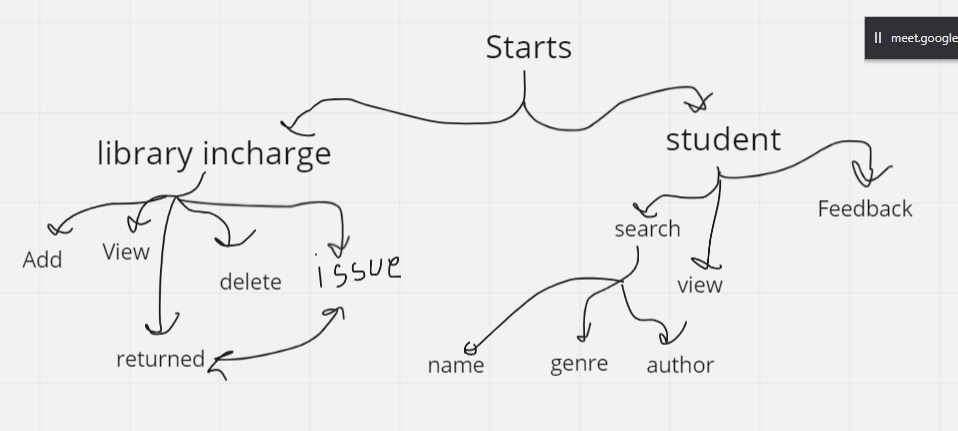 Starts
meet.google
library incharge
student
Add
View
delete
issue
returned
search
view
Feedback
name
genre
author